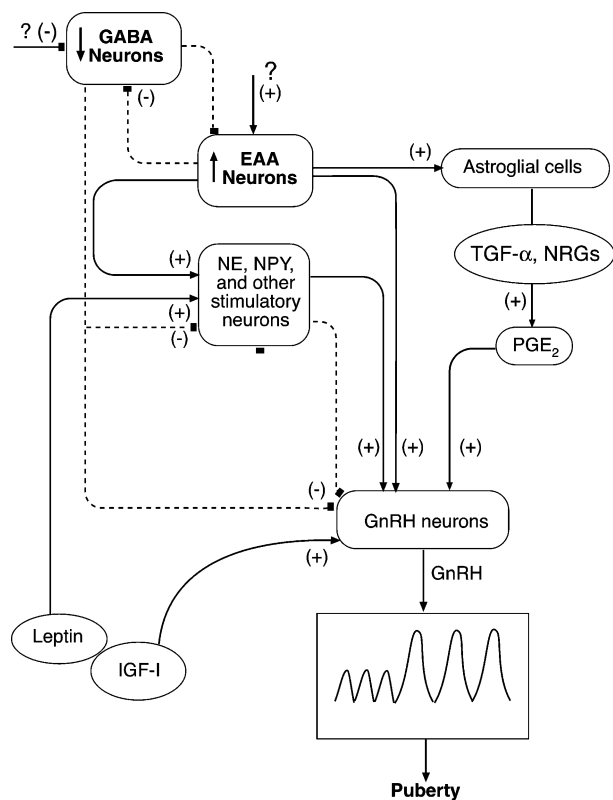 ? (-)
GABA
Neurons
(-)
?
(+)
EAA
Neurons
(+)
Astroglial cells
TGF-α, NRGs
(+)
PGE2
(+)
NE, NPY,
and other
stimulatory
neurons
(+)
(-)
(+)
(+)
(+)
(-)
GnRH neurons
(+)
GnRH
Leptin
IGF-I
Puberty